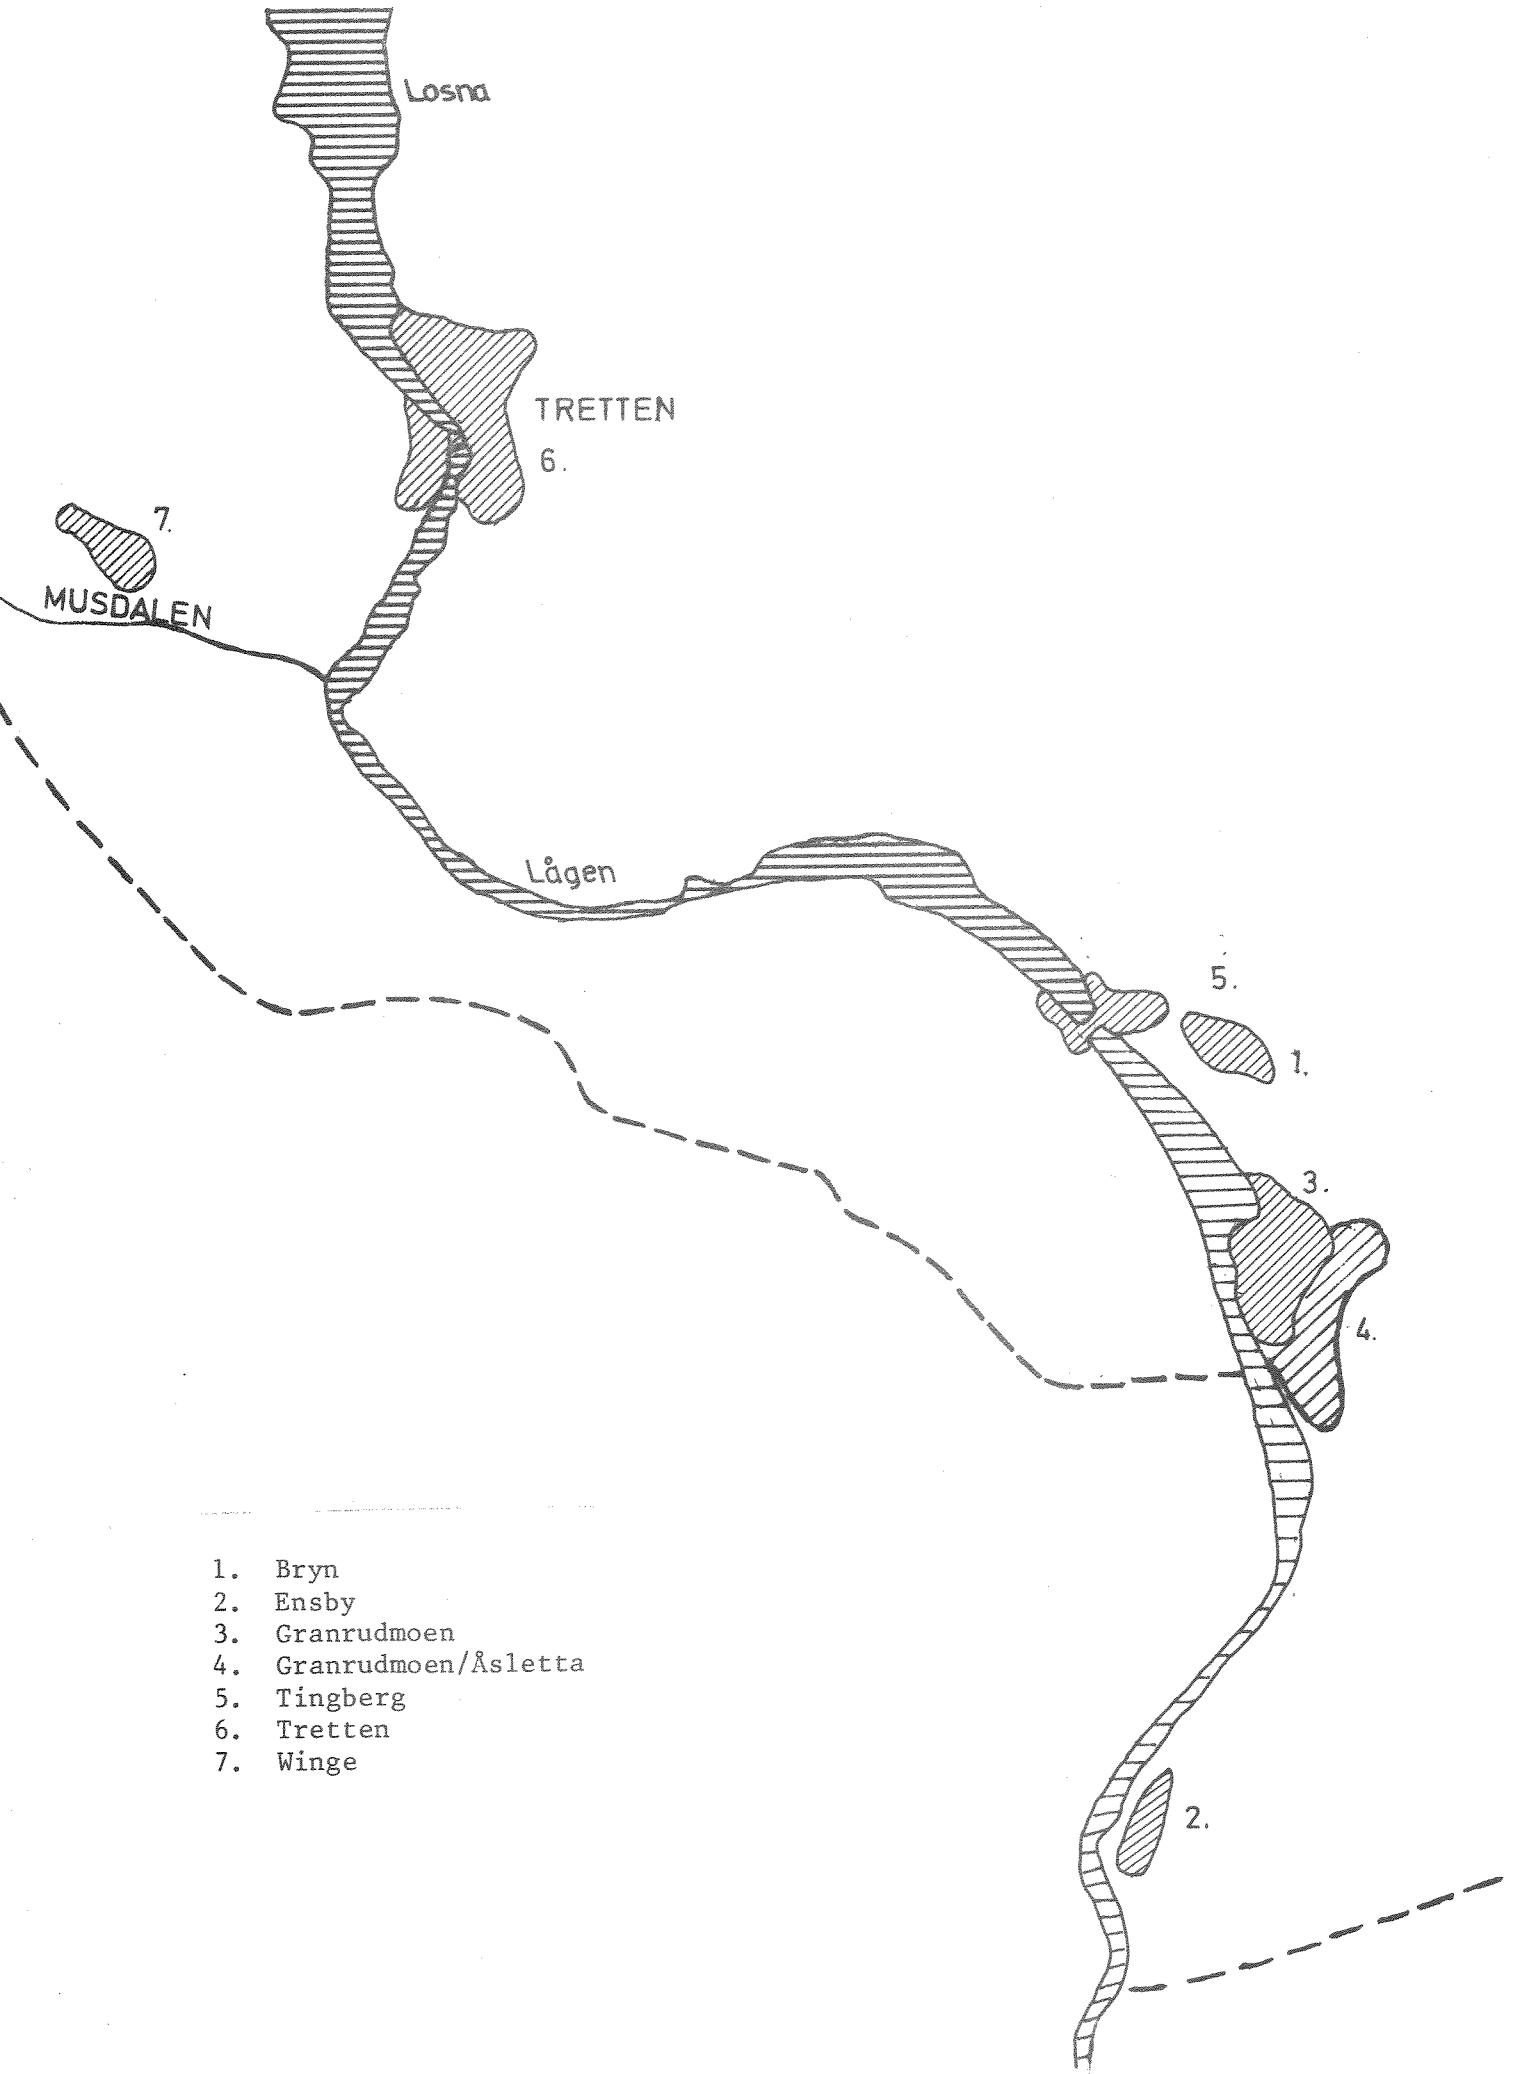 Losna
TRETTEN
6.
7.
MUSDALEN
Lågen
5.
1.
3.
4.
1. Bryn
2. Ensby
3. Granrudmoen
4. Granrudmoen/Åsletta
5. Tingberg
6. Tretten
7. Winge
2.